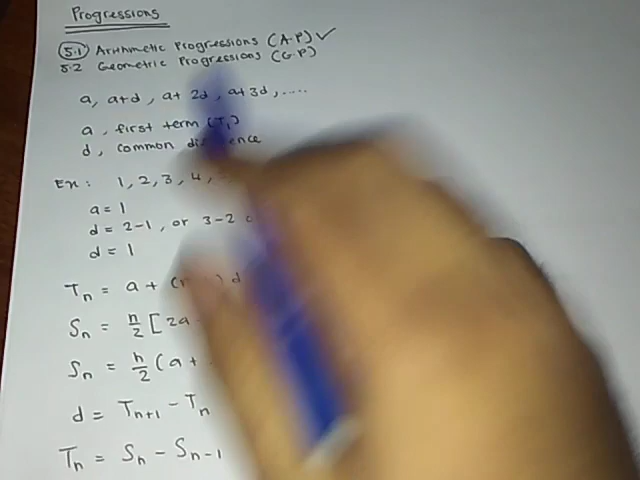 Progressions
5.1 Arithmetic Progressions (A.P) ✓
5.2 Geometric Progressions (G.P)
a, a+d, a+2d, a+3d, .....
a, first term (T₁)
d, common
Ex: 1, 2, 3, 4,
a = 1
d = 2-1, or 3-2
d = 1
Tn = a + ( d
Sn = n/2 [2a
Sn = n/2 (a +
d = Tn+1 - Tn
Tn = Sn - Sn-1